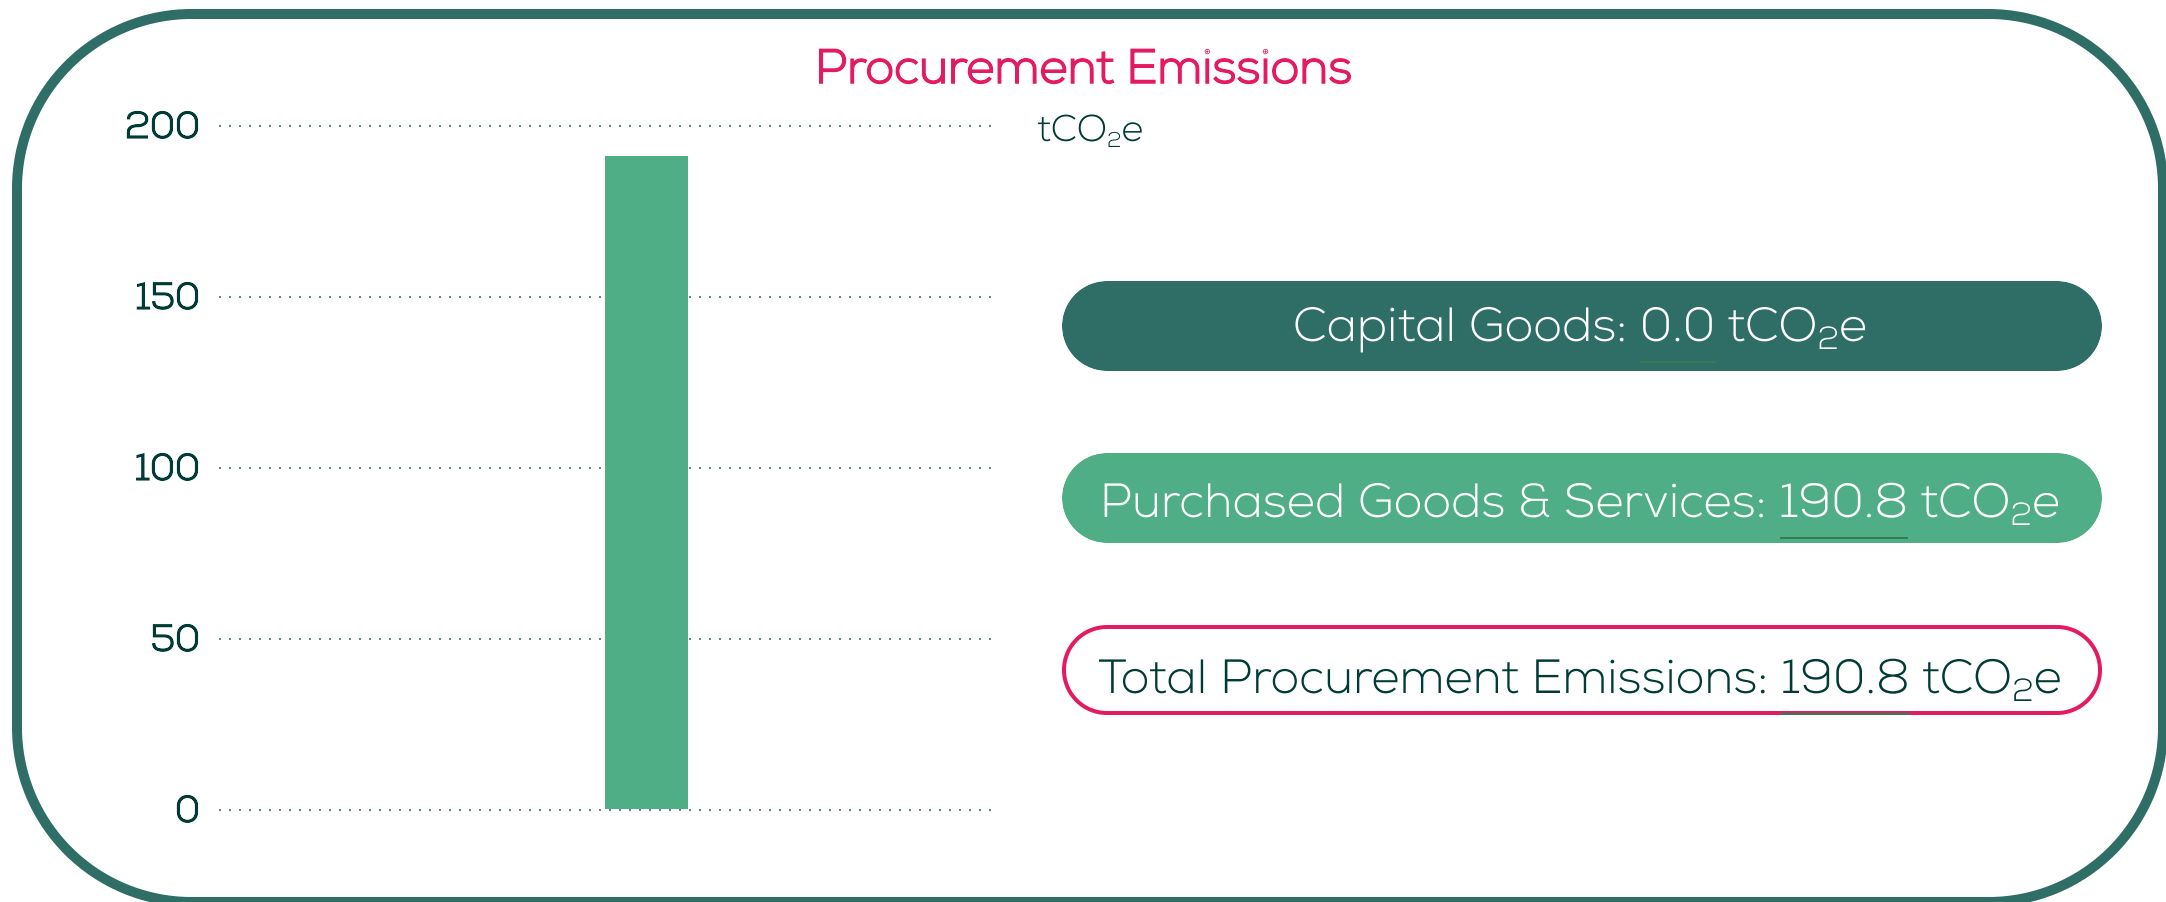 Procurement Emissions
200
tCO₂e
150
Capital Goods: 0.0 tCO₂e
100
Purchased Goods & Services: 190.8 tCO₂e
50
Total Procurement Emissions: 190.8 tCO₂e
0